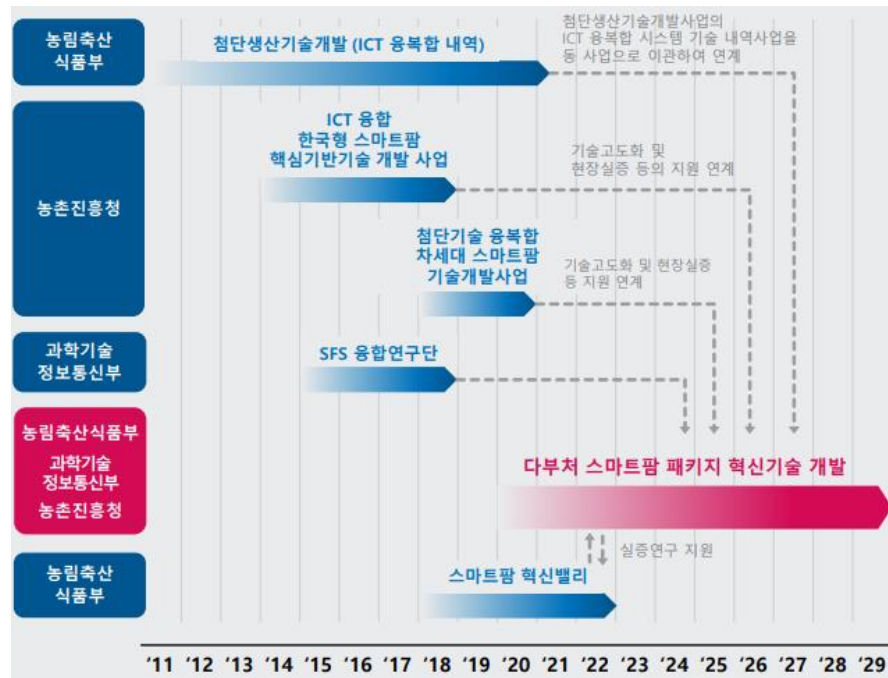 농림축산
식품부
첨단생산기술개발 (ICT 융복합 내역)
첨단생산기술개발사업의
ICT 융복합 시스템 기술 내역사업을
동 사업으로 이관하여 연계
농촌진흥청
ICT 융합
한국형 스마트팜
핵심기반기술 개발 사업
기술고도화 및
현장실증 등의 지원 연계
첨단기술 융복합
차세대 스마트팜
기술개발사업
기술고도화 및 현장실증
등 지원 연계
과학기술
정보통신부
SFS 융합연구단
농림축산식품부
과학기술
정보통신부
농촌진흥청
다부처 스마트팜 패키지 혁신기술 개발
실증연구 지원
농림축산
식품부
스마트팜 혁신밸리
‘11 ‘12 ‘13 ‘14 ‘15 ‘16 ‘17 ‘18 ‘19 ‘20 ‘21 ‘22 ‘23 ‘24 ‘25 ‘26 ‘27 ‘28 ‘29